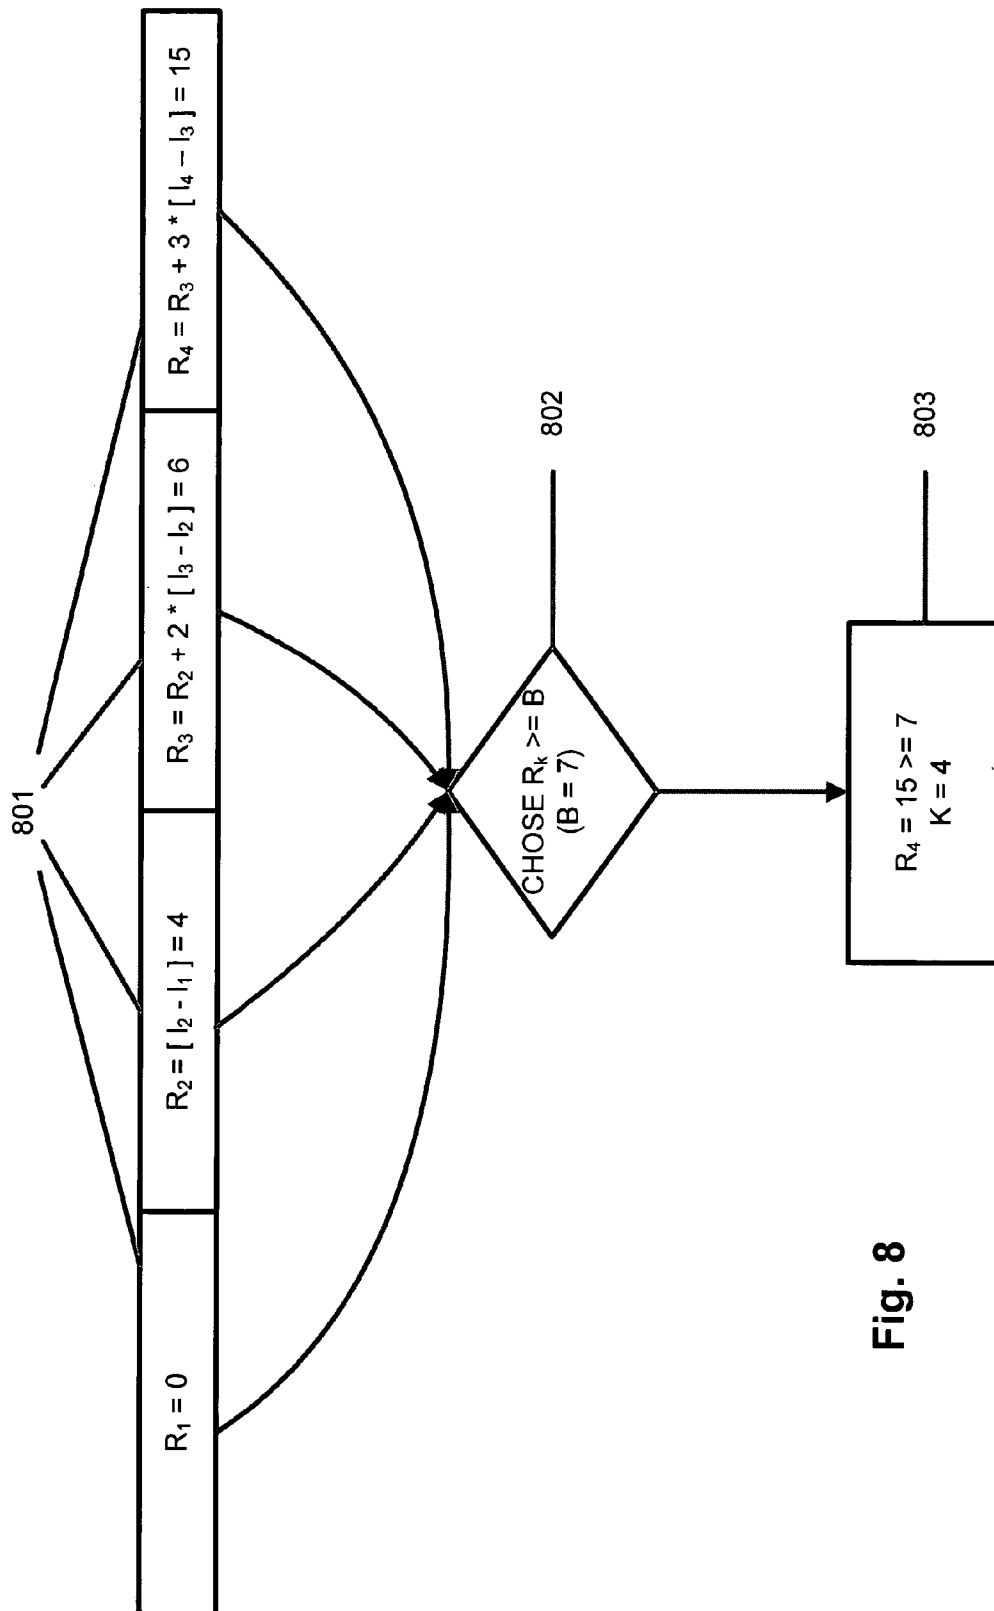 801
R₁ = 0
R₂ = [ I₂ - I₁ ] = 4
R₃ = R₂ + 2 * [ I₃ - I₂ ] = 6
R₄ = R₃ + 3 * [ I₄ – I₃ ] = 15
CHOSE Rₖ >= B
(B = 7)
802
R₄ = 15 >= 7
K = 4
803
Fig. 8